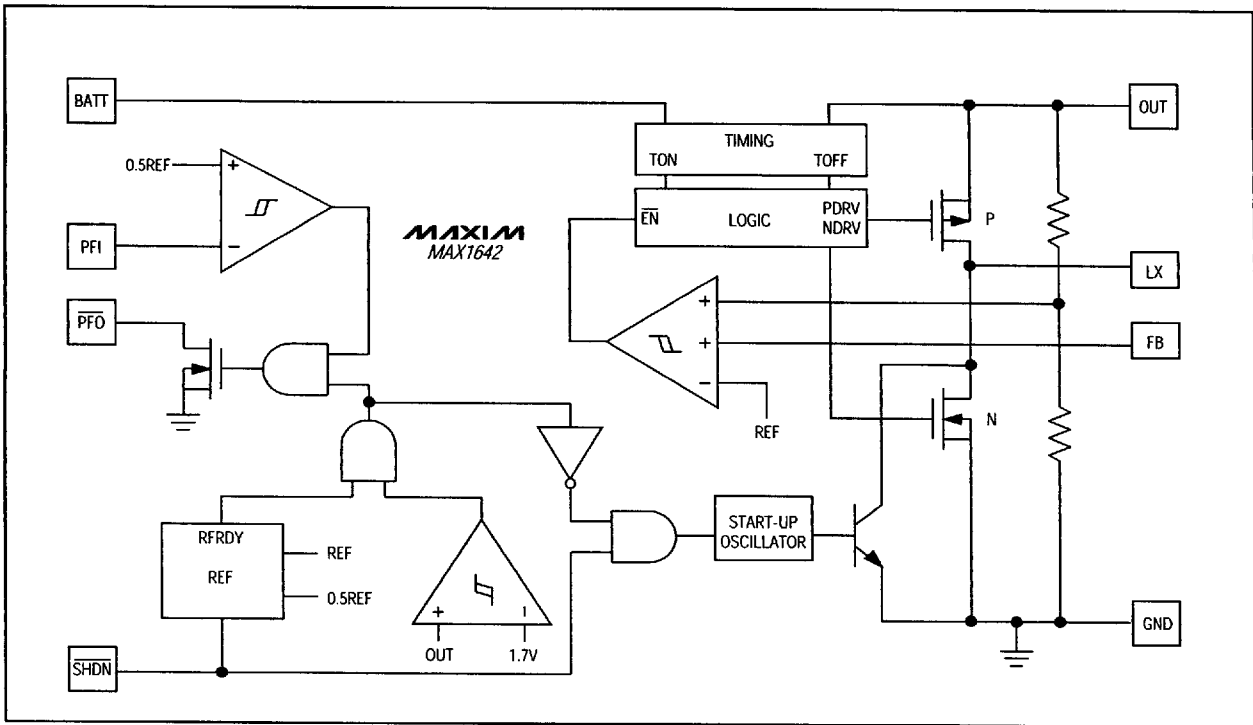 BATT
OUT
TIMING
TON TOFF
0.5REF
+
EN PDRV
LOGIC
NDRV
P
MAXIM
MAX1642
PFI
−
LX
+
PFO
+
FB
−
REF
N
RFRDY
REF
REF
0.5REF
START-UP
OSCILLATOR
+ −
OUT 1.7V
GND
SHDN